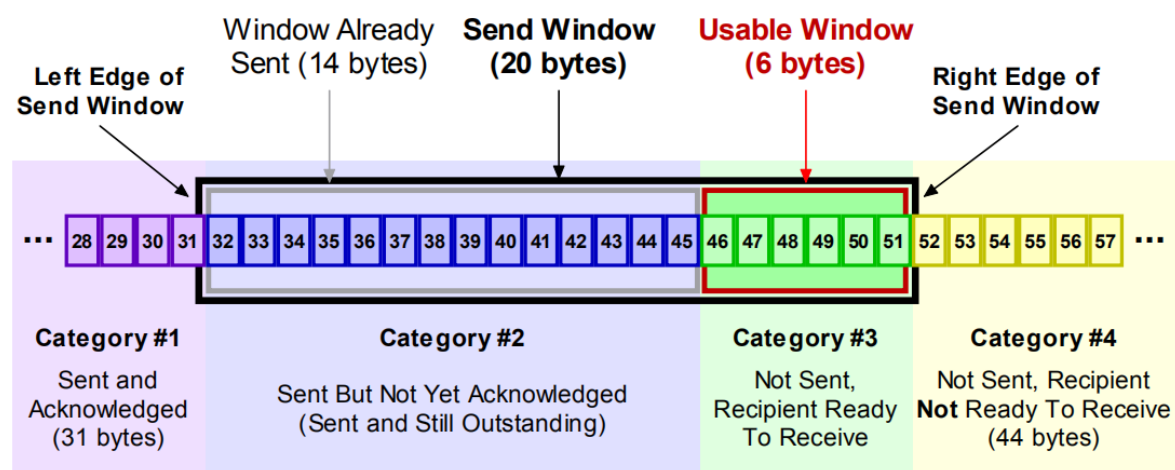 Window Already
Sent (14 bytes)
Send Window
(20 bytes)
Usable Window
(6 bytes)
Left Edge of
Send Window
Right Edge of
Send Window
... 28 29 30 31 32 33 34 35 36 37 38 39 40 41 42 43 44 45 46 47 48 49 50 51 52 53 54 55 56 57 ...
Category #1
Sent and
Acknowledged
(31 bytes)
Category #2
Sent But Not Yet Acknowledged
(Sent and Still Outstanding)
Category #3
Not Sent,
Recipient Ready
To Receive
Category #4
Not Sent, Recipient
Not Ready To Receive
(44 bytes)